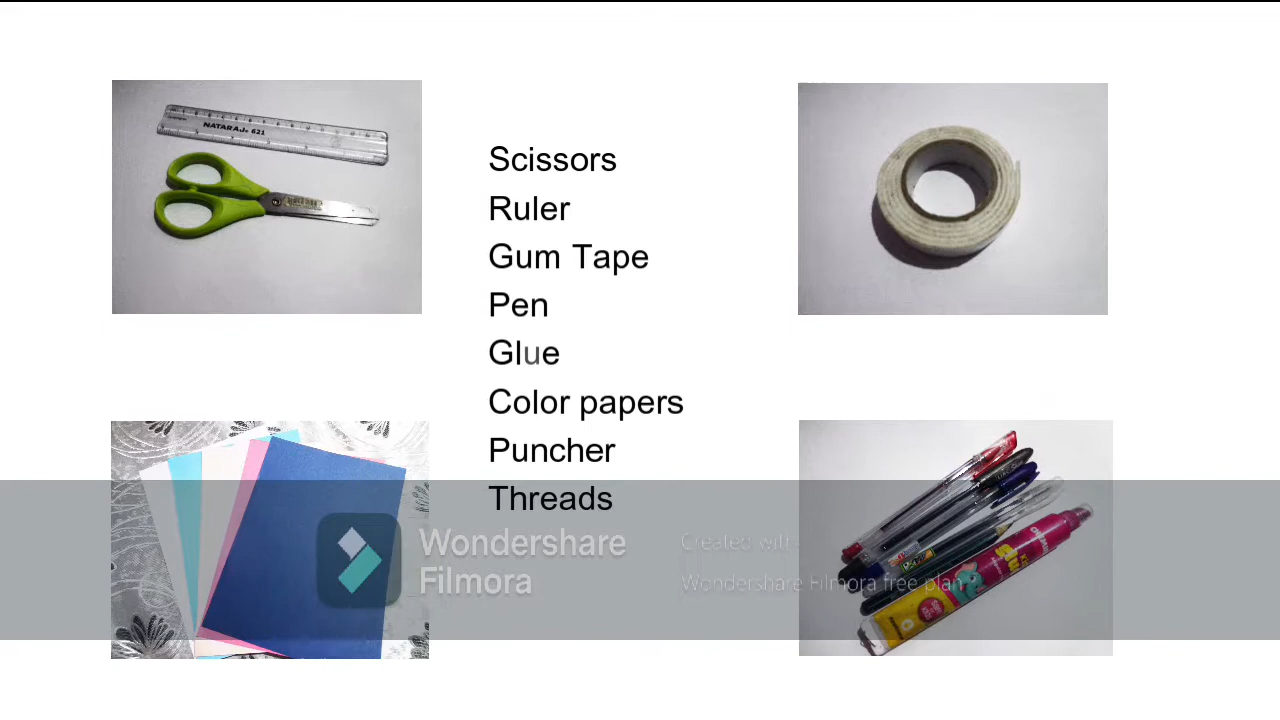 NATARAJ 621
Scissors
Ruler
Gum Tape
Pen
Glue
Color papers
Puncher
Threads
Wondershare
Filmora
Created with
Wondershare Filmora free plan